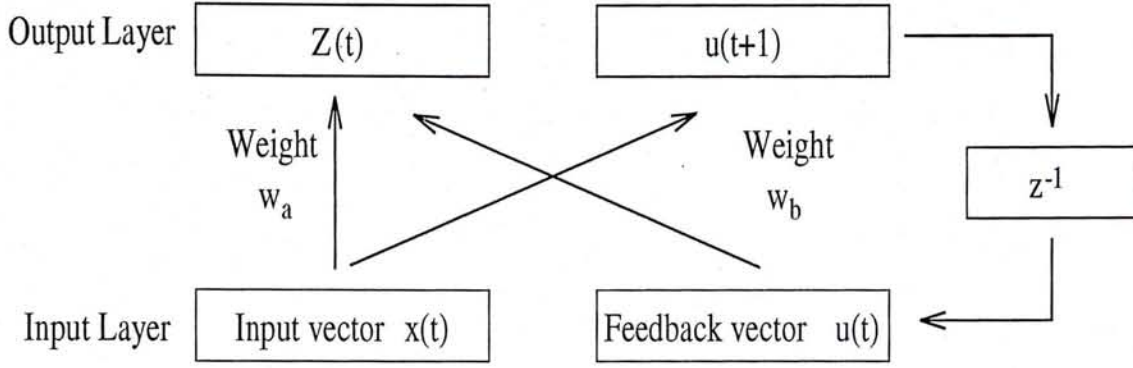 Output Layer Z(t) u(t+1)
Weight Weight
w_a w_b
z^-1
Input Layer Input vector x(t) Feedback vector u(t)